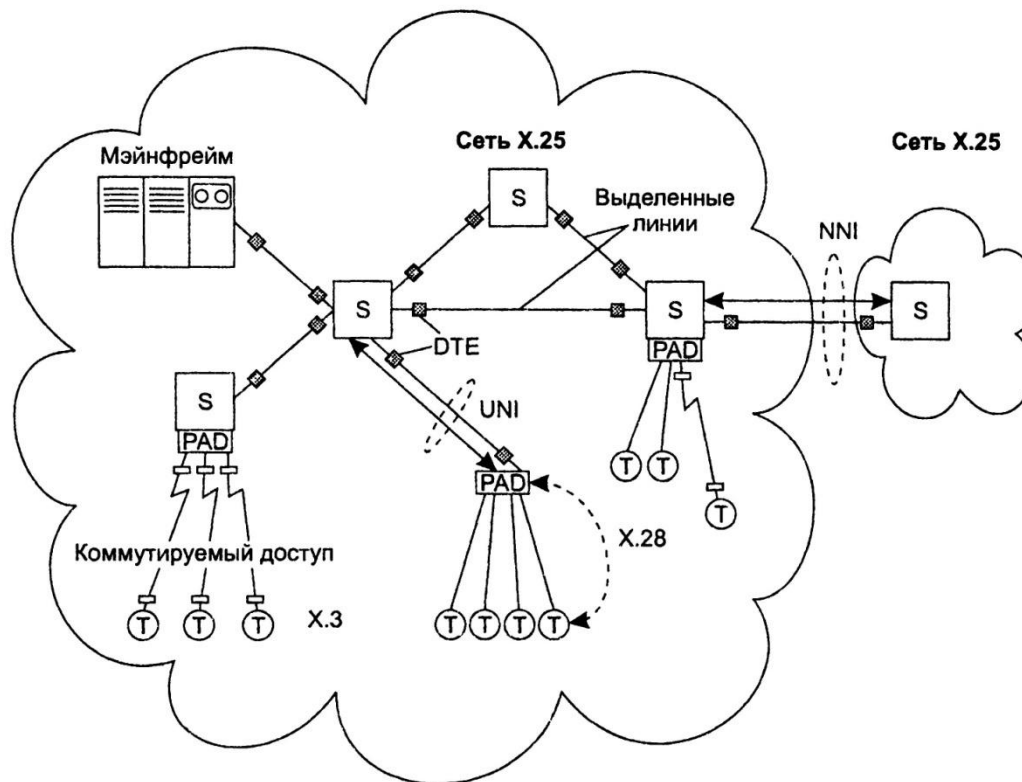 Сеть X.25
Сеть X.25
Мэйнфрейм
S
Выделенные
линии
NNI
S
S
S
DTE
PAD
S
UNI
PAD
T
T
PAD
T
X.28
Коммутируемый доступ
T
T
T
X.3
T
T
T
T